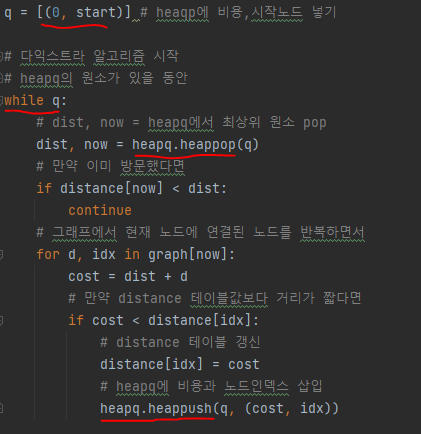 q = [(0, start)] # heaqp에 비용,시작노드 넣기
# 다익스트라 알고리즘 시작
# heapq의 원소가 있을 동안
while q:
# dist, now = heapq에서 최상위 원소 pop
dist, now = heapq.heappop(q)
# 만약 이미 방문했다면
if distance[now] < dist:
continue
# 그래프에서 현재 노드에 연결된 노드를 반복하면서
for d, idx in graph[now]:
cost = dist + d
# 만약 distance 테이블값보다 거리가 짧다면
if cost < distance[idx]:
# distance 테이블 갱신
distance[idx] = cost
# heapq에 비용과 노드인덱스 삽입
heapq.heappush(q, (cost, idx))